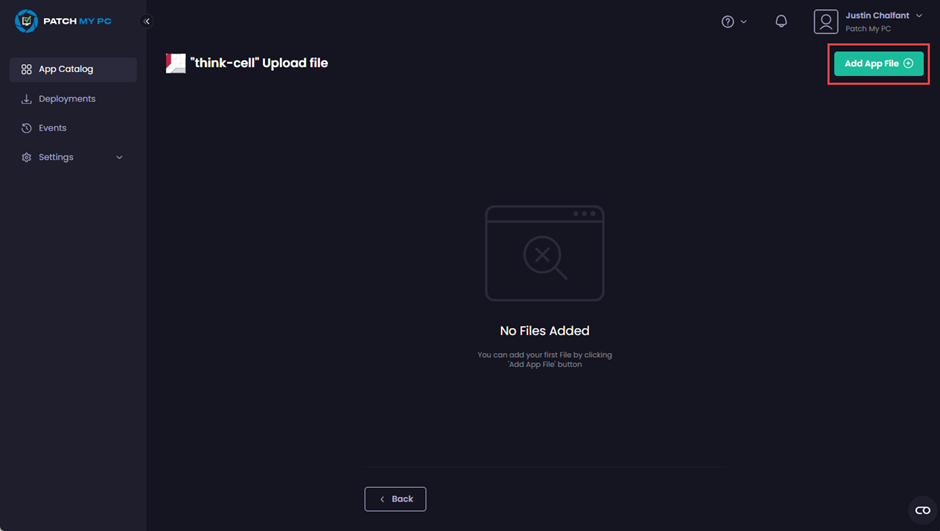 PATCH MY PC
Justin Chalfant
Patch My PC
"think-cell" Upload file
Add App File
App Catalog
Deployments
Events
Settings
No Files Added
You can add your first File by clicking
'Add App File' button
Back